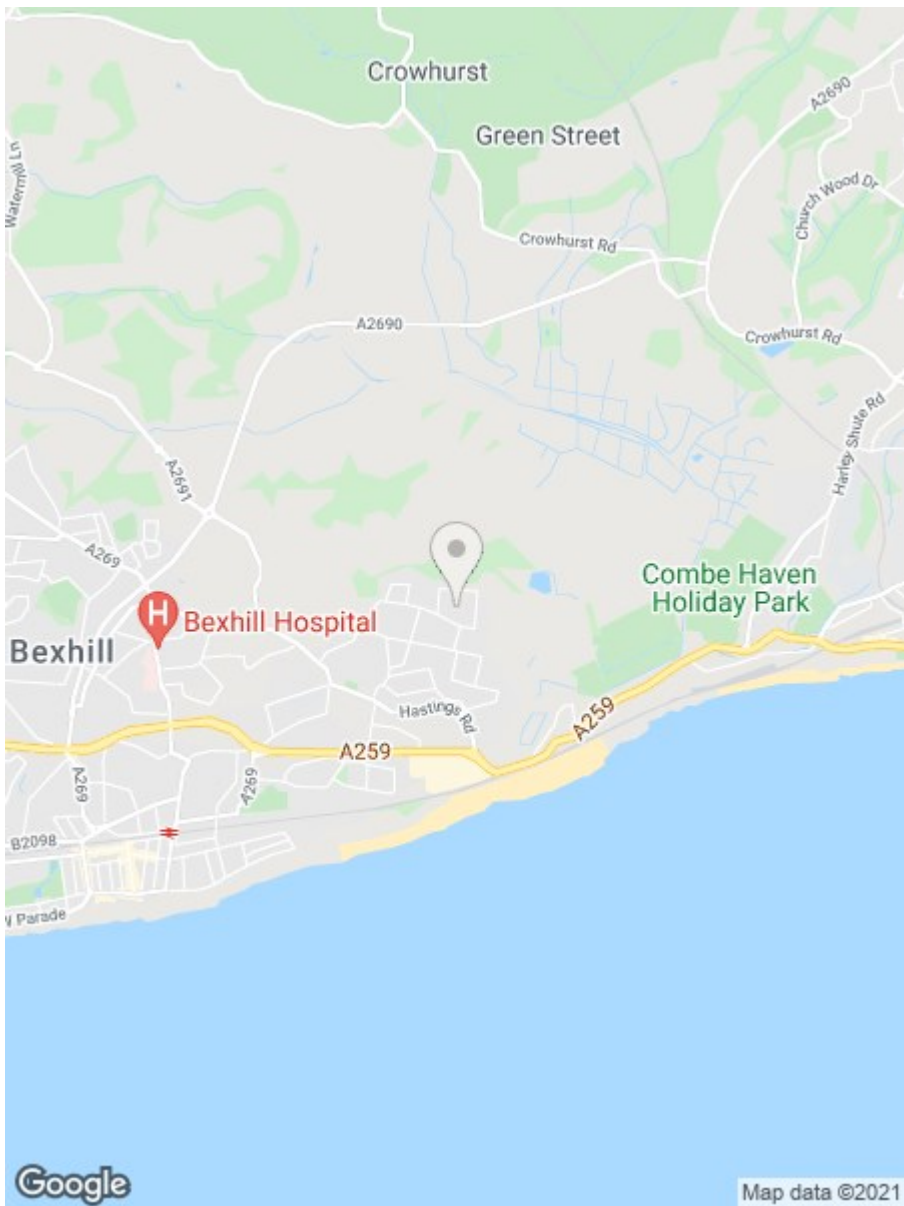 Crowhurst
Green Street
A2690
Watermill Ln
Church Wood Dr
Crowhurst Rd
A2690
Crowhurst Rd
Harley Shute Rd
A2691
A269
Combe Haven
Holiday Park
H
Bexhill Hospital
Bexhill
Hastings Rd
A259
A259
A269
A269
B2098
W Parade
Google
Map data ©2021